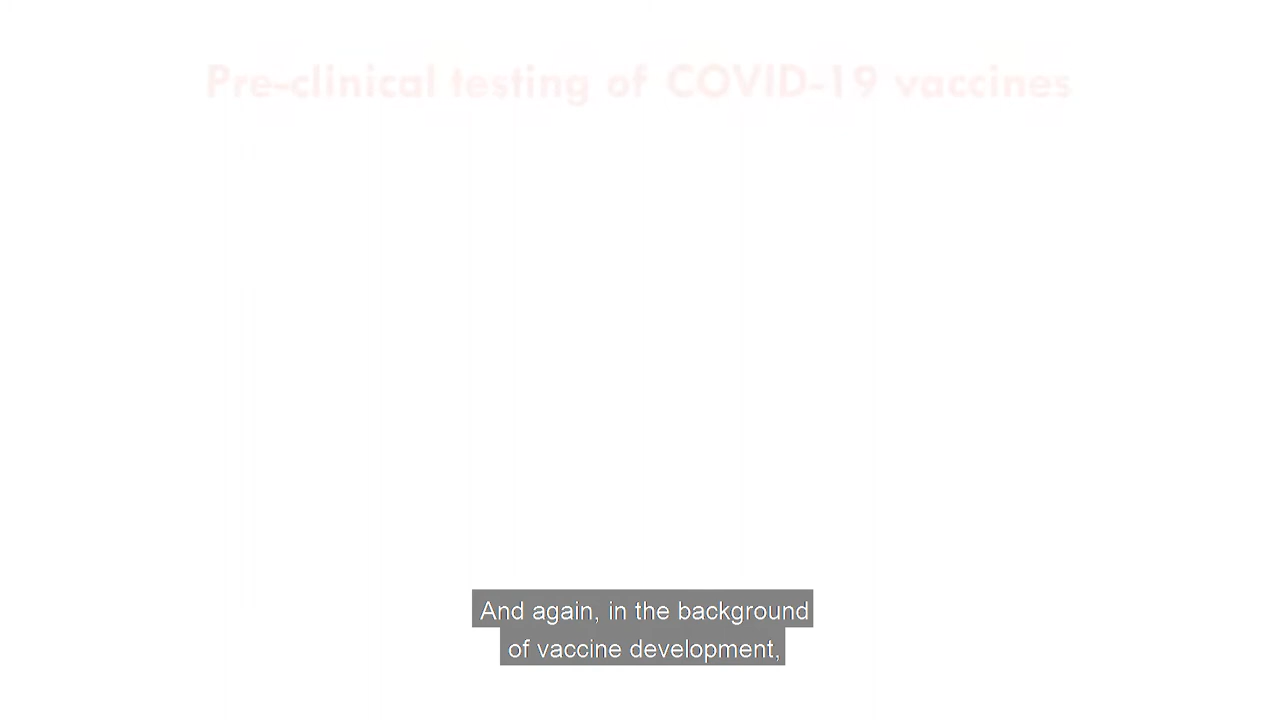 Pre-clinical testing of COVID-19 vaccines
And again, in the background
of vaccine development,